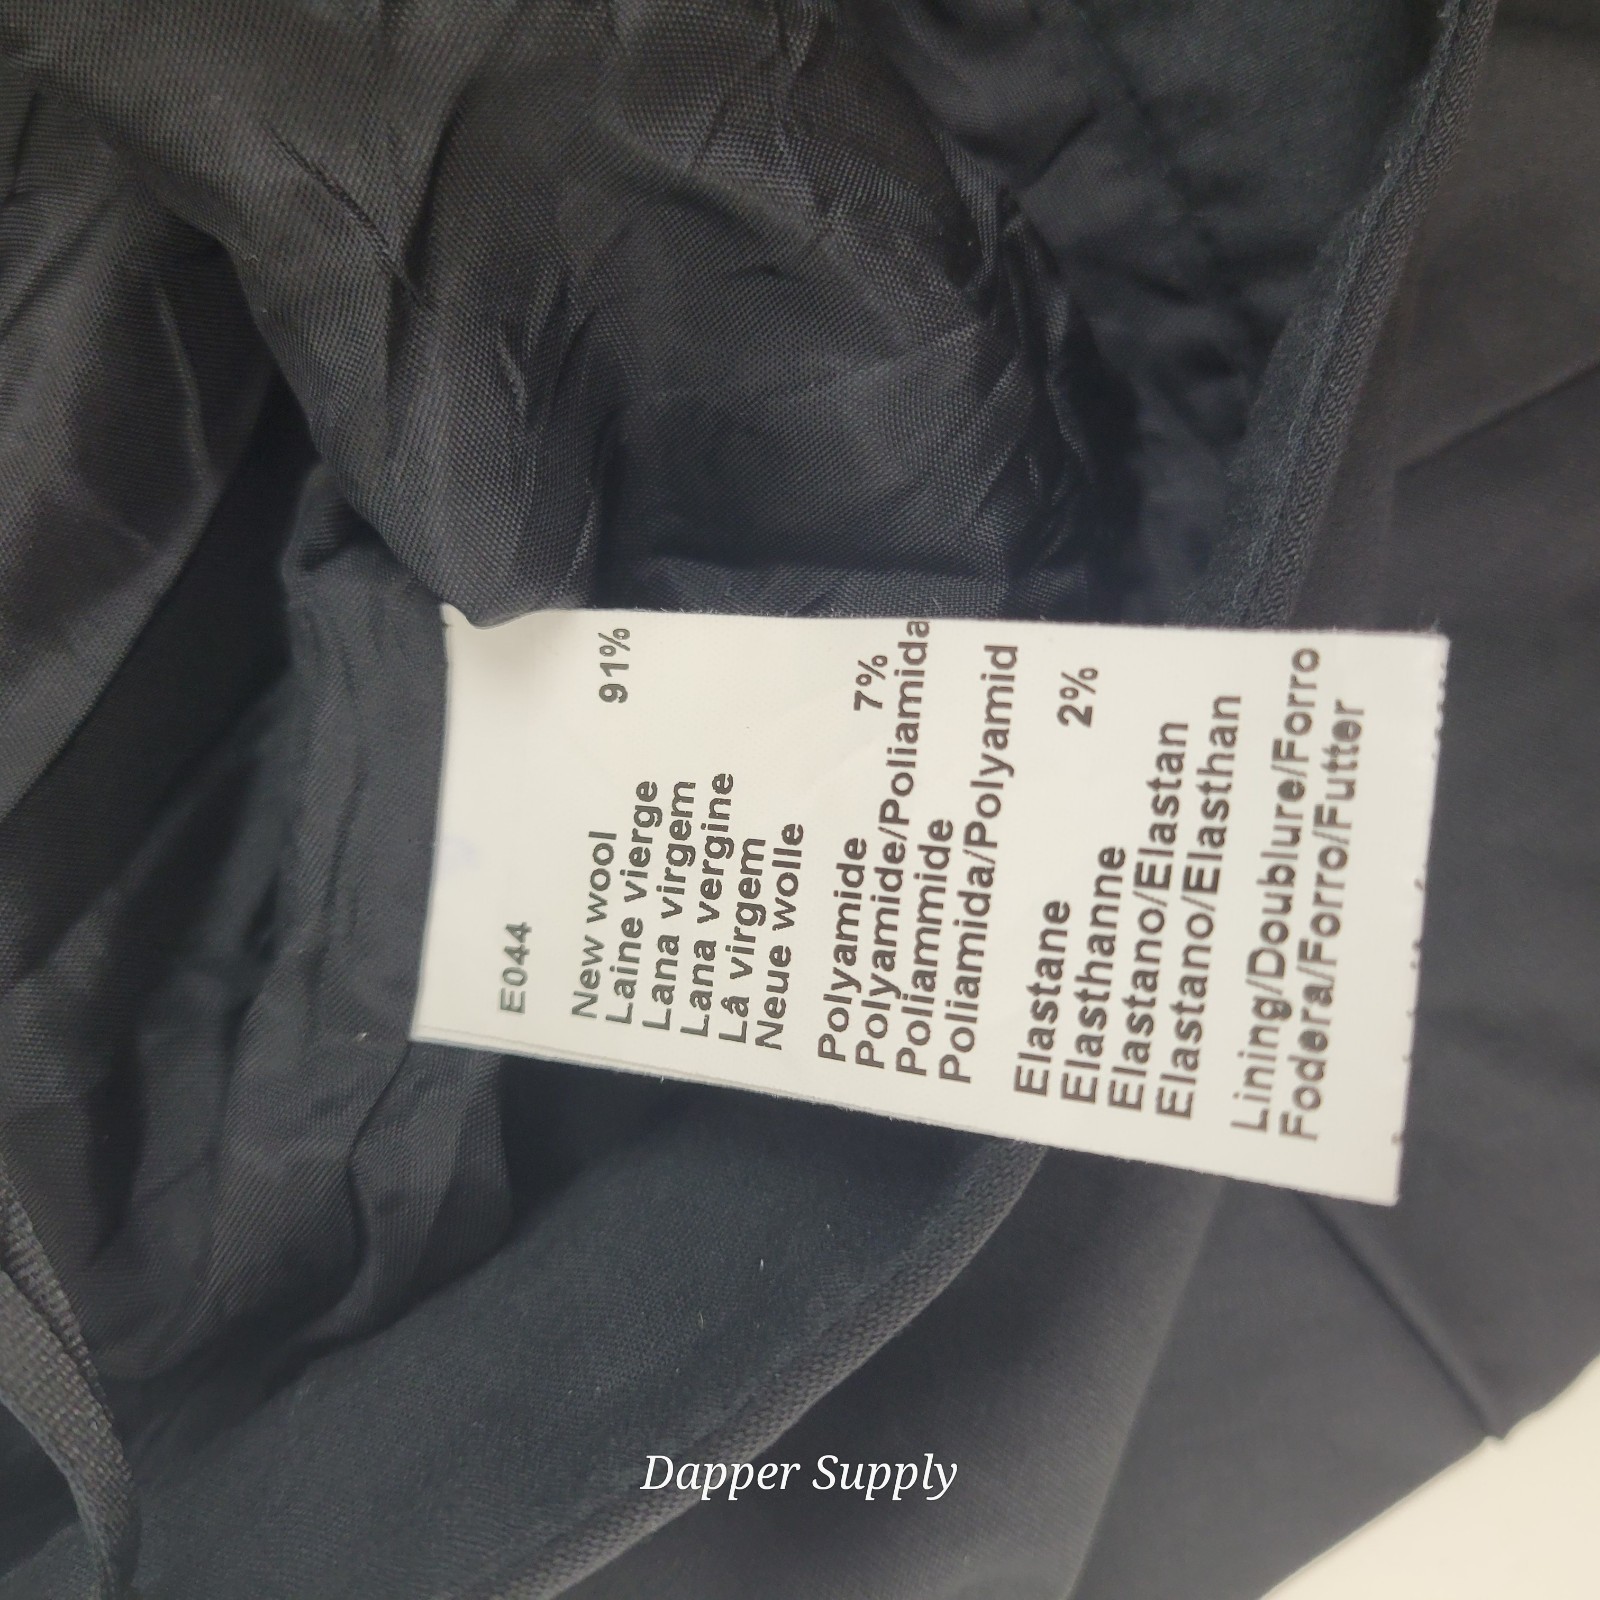 E044
New wool 91%
Laine vierge
Lana virgem
Lana vergine
Lâ virgem
Neue wolle
Polyamide 7%
Polyamide/Poliamida
Poliammide
Poliamida/Polyamid
Elastane 2%
Elasthanne
Elastano/Elastan
Elastano/Elasthan
Lining/Doublure/Forro
Fodera/Forro/Futter
Dapper Supply